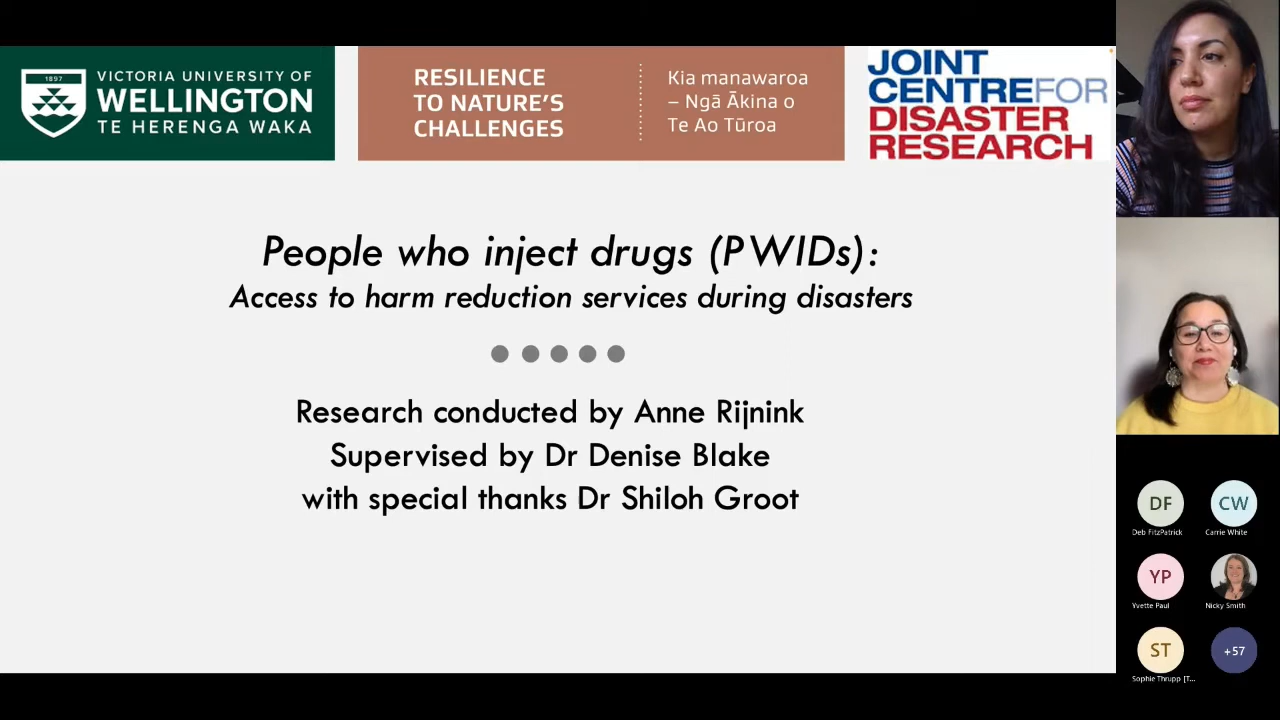 1897
VICTORIA UNIVERSITY OF
WELLINGTON
TE HERENGA WAKA
RESILIENCE
TO NATURE'S
CHALLENGES
Kia manawaroa
– Ngā Ākina o
Te Ao Tūroa
JOINT
CENTREFOR
DISASTER
RESEARCH
People who inject drugs (PWIDs):
Access to harm reduction services during disasters
Research conducted by Anne Rijnink
Supervised by Dr Denise Blake
with special thanks Dr Shiloh Groot
DF
Deb FitzPatrick
CW
Carrie White
YP
Yvette Paul
Nicky Smith
ST
Sophie Thrupp [T...
+57